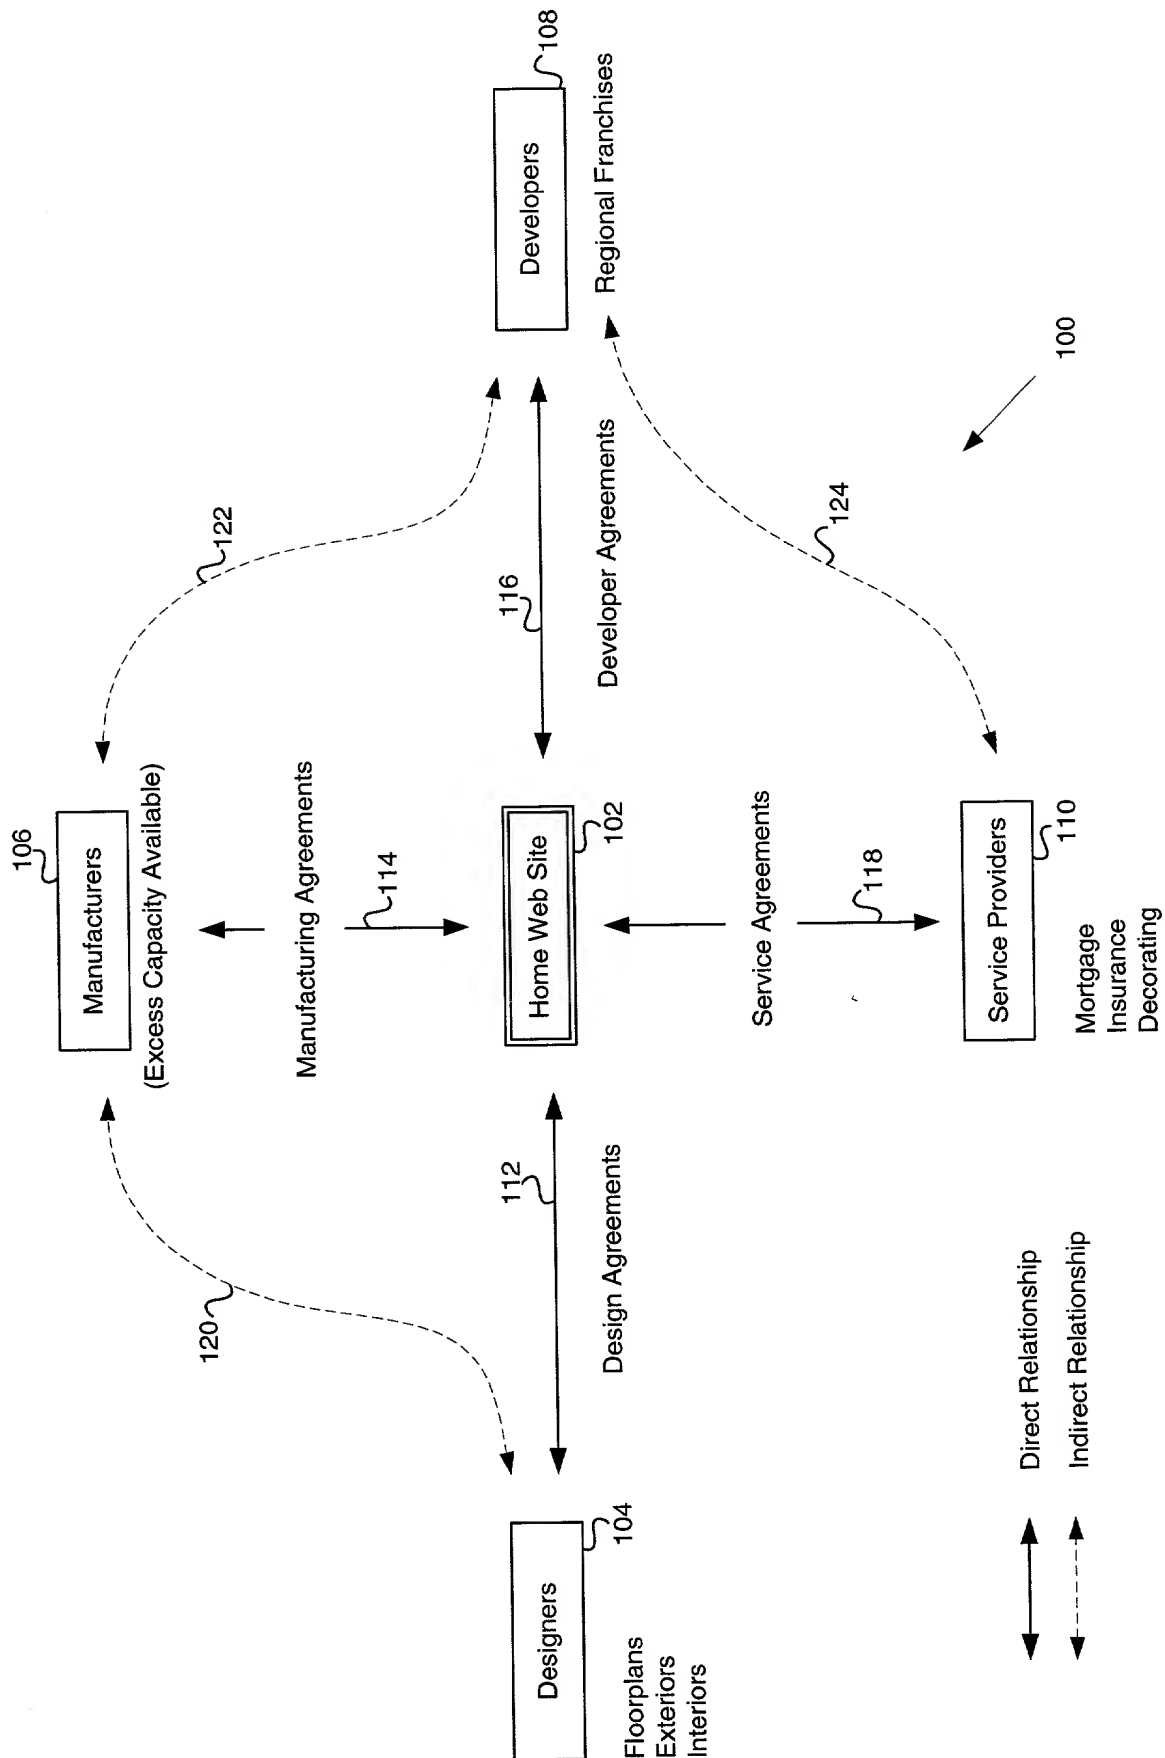 106
Manufacturers
(Excess Capacity Available)
120
122
Manufacturing Agreements
114
Designers
104
Floorplans
Exteriors
Interiors
112
Design Agreements
Home Web Site
102
116
Developer Agreements
Developers
108
Regional Franchises
Service Agreements
118
124
Service Providers
110
Mortgage
Insurance
Decorating
100
Direct Relationship
Indirect Relationship